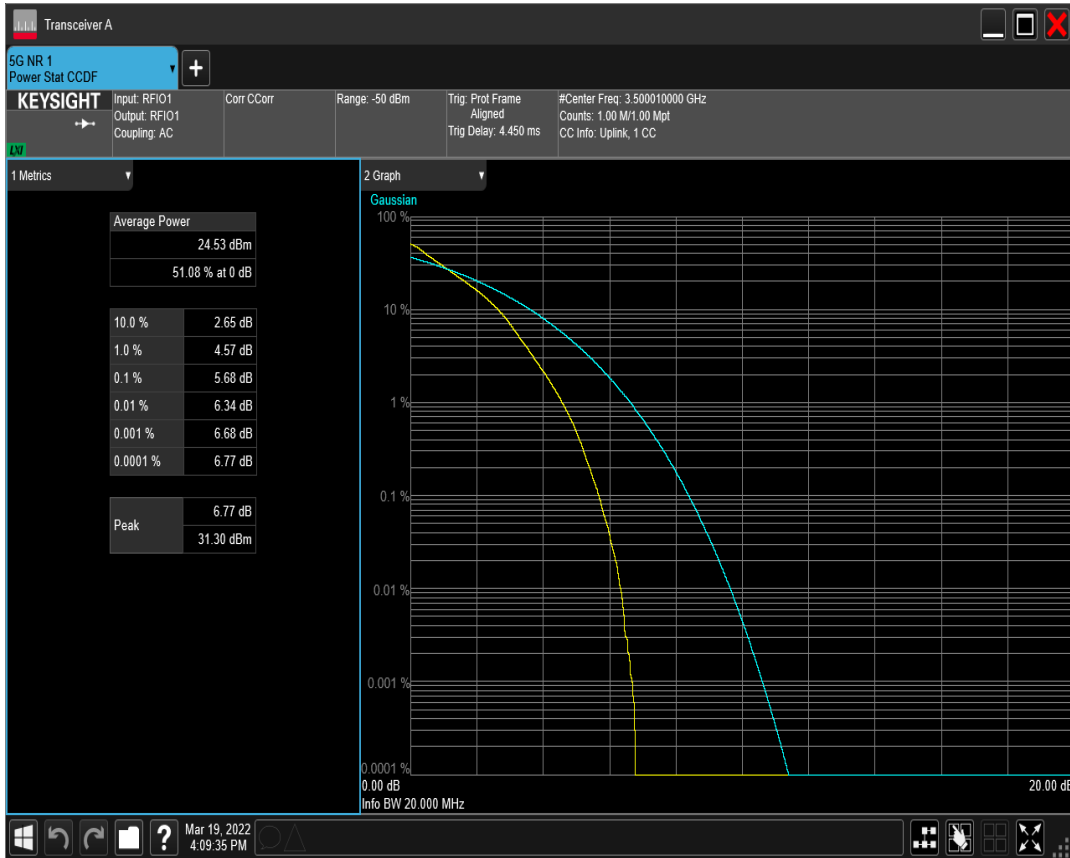 Transceiver A
5G NR 1
Power Stat CCDF
KEYSIGHT
LXI
Input: RFIO1
Output: RFIO1
Coupling: AC
Corr CCorr
Range: -50 dBm
Trig: Prot Frame
Aligned
Trig Delay: 4.450 ms
#Center Freq: 3.500010000 GHz
Counts: 1.00 M/1.00 Mpt
CC Info: Uplink, 1 CC
1 Metrics
Average Power
24.53 dBm
51.08 % at 0 dB
10.0 % 2.65 dB
1.0 % 4.57 dB
0.1 % 5.68 dB
0.01 % 6.34 dB
0.001 % 6.68 dB
0.0001 % 6.77 dB
Peak
6.77 dB
31.30 dBm
2 Graph
Gaussian
100 %
10 %
1 %
0.1 %
0.01 %
0.001 %
0.0001 %
0.00 dB 20.00 dB
Info BW 20.000 MHz
Mar 19, 2022
4:09:35 PM